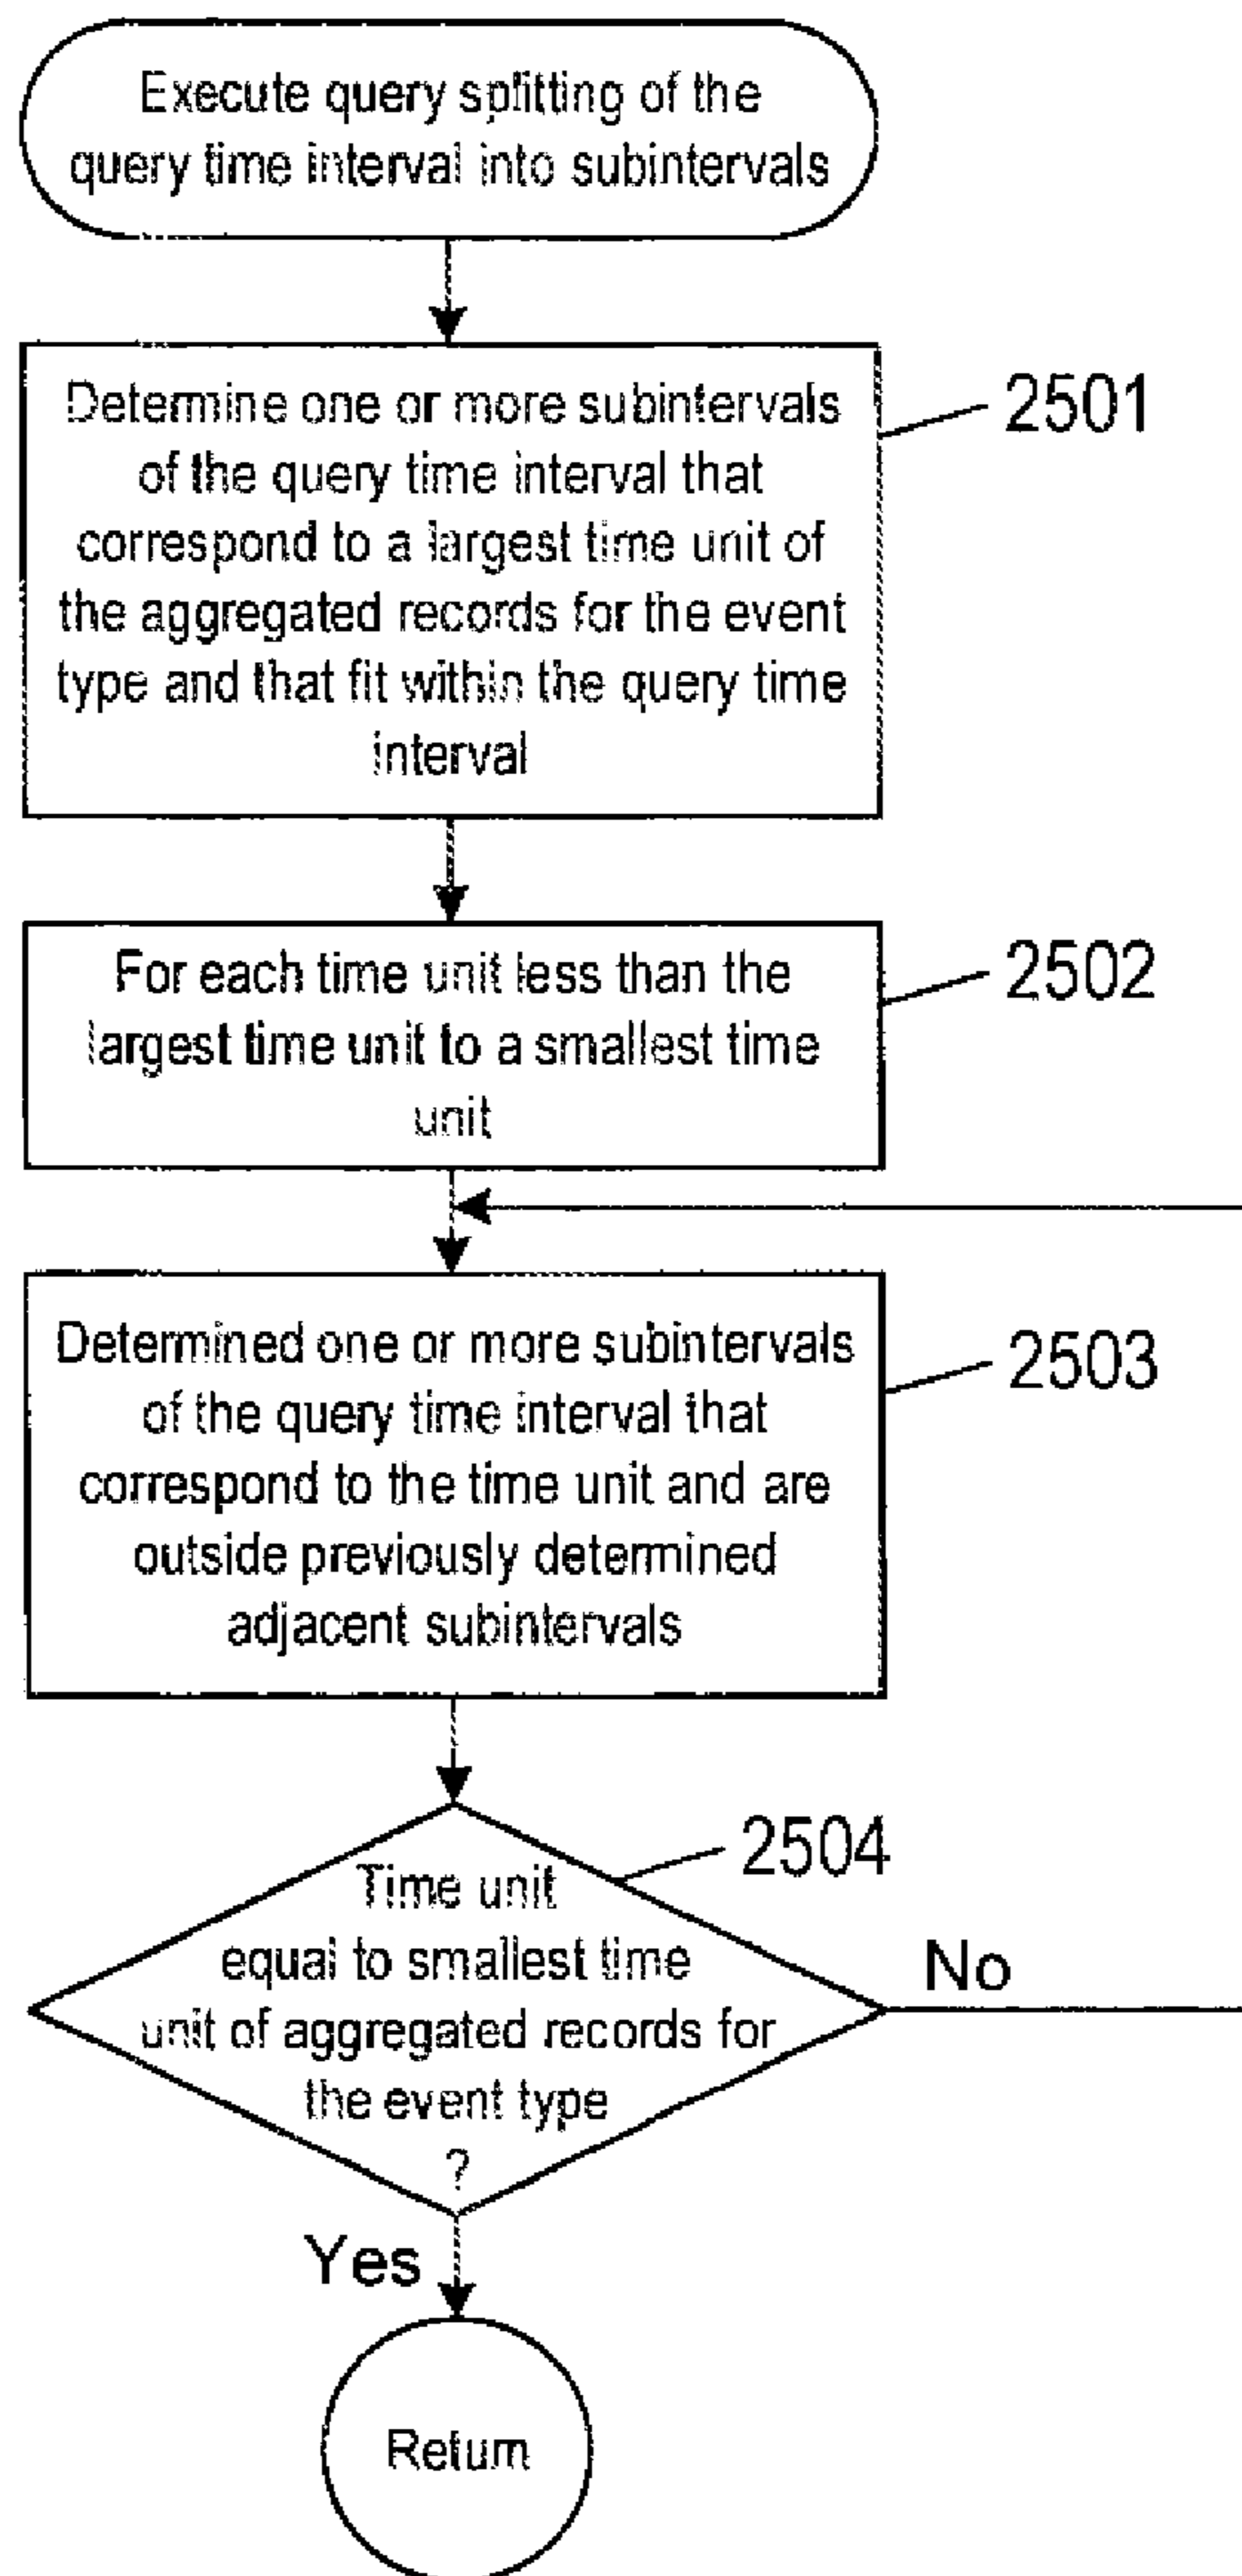 Execute query splitting of the
query time interval into subintervals
Determine one or more subintervals
of the query time interval that
correspond to a largest time unit of
the aggregated records for the event
type and that fit within the query time
interval
2501
For each time unit less than the
largest time unit to a smallest time
unit
2502
Determined one or more subintervals
of the query time interval that
correspond to the time unit and are
outside previously determined
adjacent subintervals
2503
Time unit
equal to smallest time
unit of aggregated records for
the event type
?
2504
No
Yes
Return